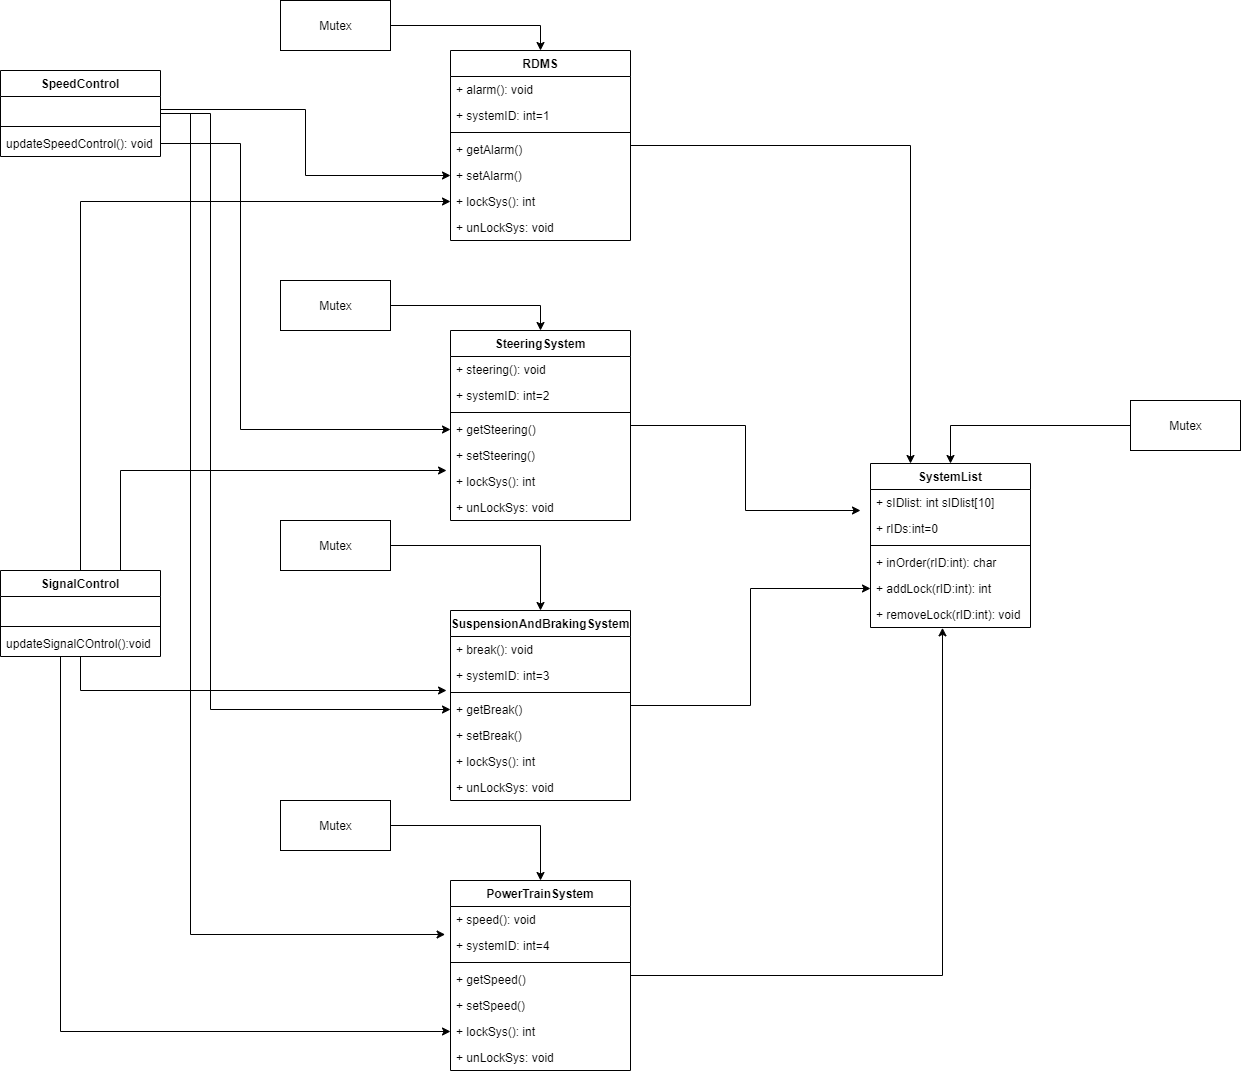 Mutex
RDMS
+ alarm(): void
+ systemID: int=1
+ getAlarm()
+ setAlarm()
+ lockSys(): int
+ unLockSys: void
SpeedControl
updateSpeedControl(): void
Mutex
SteeringSystem
+ steering(): void
+ systemID: int=2
+ getSteering()
+ setSteering()
+ lockSys(): int
+ unLockSys: void
Mutex
SystemList
+ sIDlist: int sIDlist[10]
+ rIDs:int=0
+ inOrder(rID:int): char
+ addLock(rID:int): int
+ removeLock(rID:int): void
Mutex
SignalControl
updateSignalCOntrol():void
SuspensionAndBrakingSystem
+ break(): void
+ systemID: int=3
+ getBreak()
+ setBreak()
+ lockSys(): int
+ unLockSys: void
Mutex
PowerTrainSystem
+ speed(): void
+ systemID: int=4
+ getSpeed()
+ setSpeed()
+ lockSys(): int
+ unLockSys: void